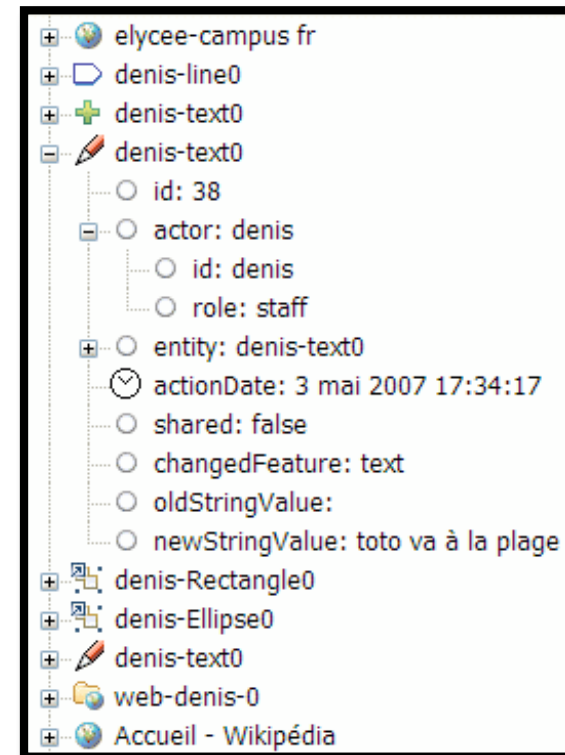 elycee-campus fr
denis-line0
denis-text0
denis-text0
id: 38
actor: denis
id: denis
role: staff
entity: denis-text0
actionDate: 3 mai 2007 17:34:17
shared: false
changedFeature: text
oldStringValue:
newStringValue: toto va à la plage
denis-Rectangle0
denis-Ellipse0
denis-text0
web-denis-0
Accueil - Wikipédia